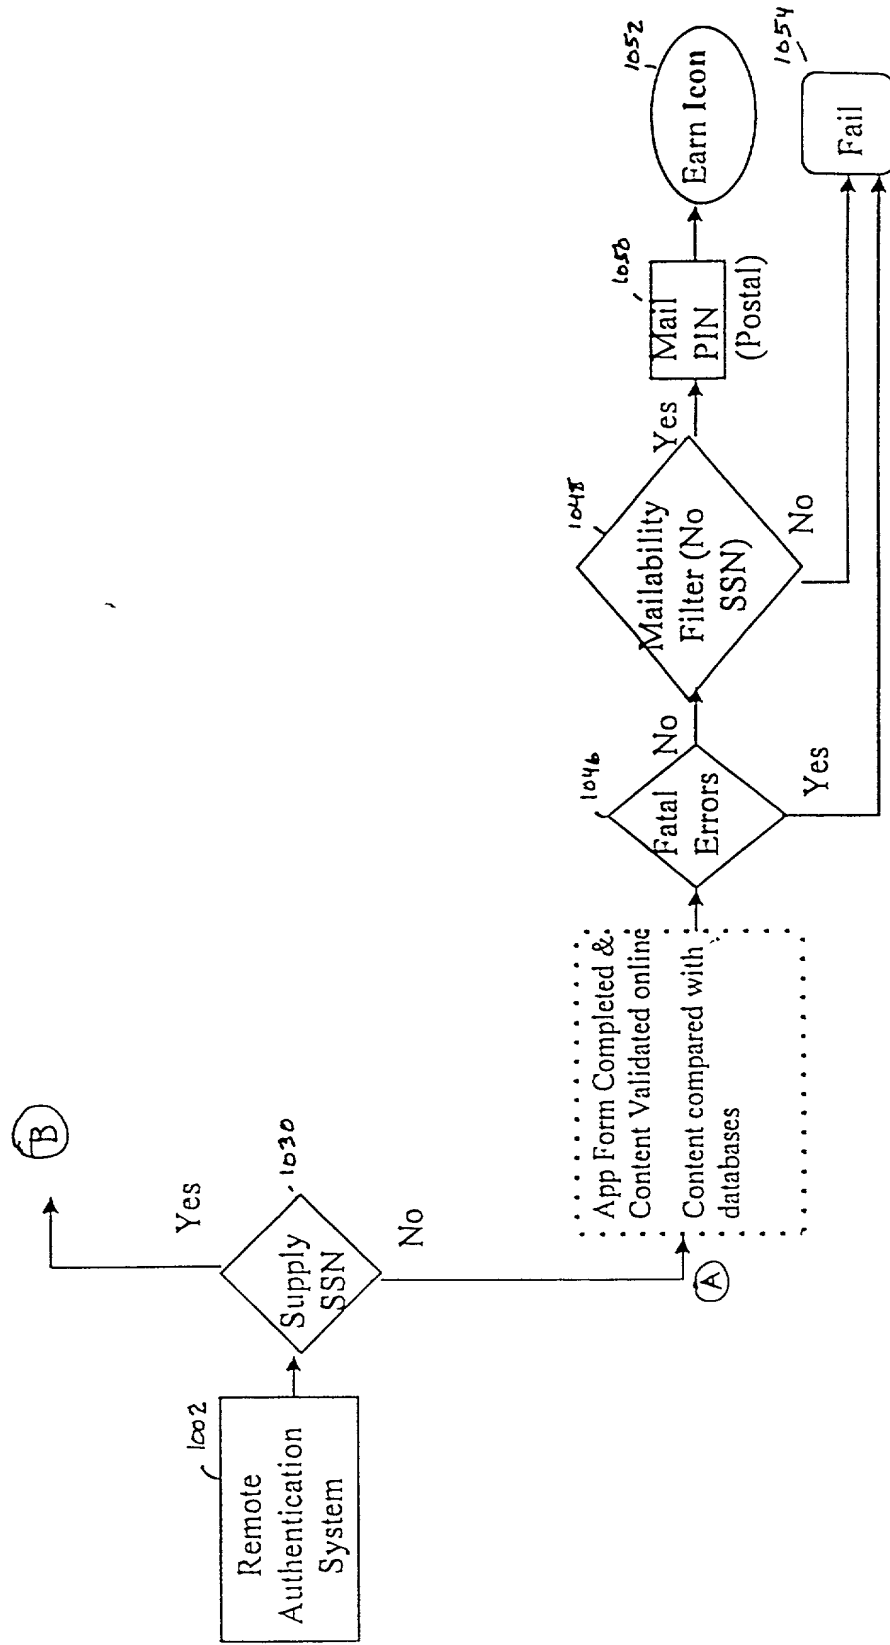 B
1002
Remote
Authentication
System
Yes
1030
Supply
SSN
No
A
App Form Completed &
Content Validated online
Content compared with
databases
1046
Fatal
Errors
No
Yes
1048
Mailability
Filter (No
SSN)
Yes
No
1050
Mail
PIN
(Postal)
1052
Earn Icon
1054
Fail